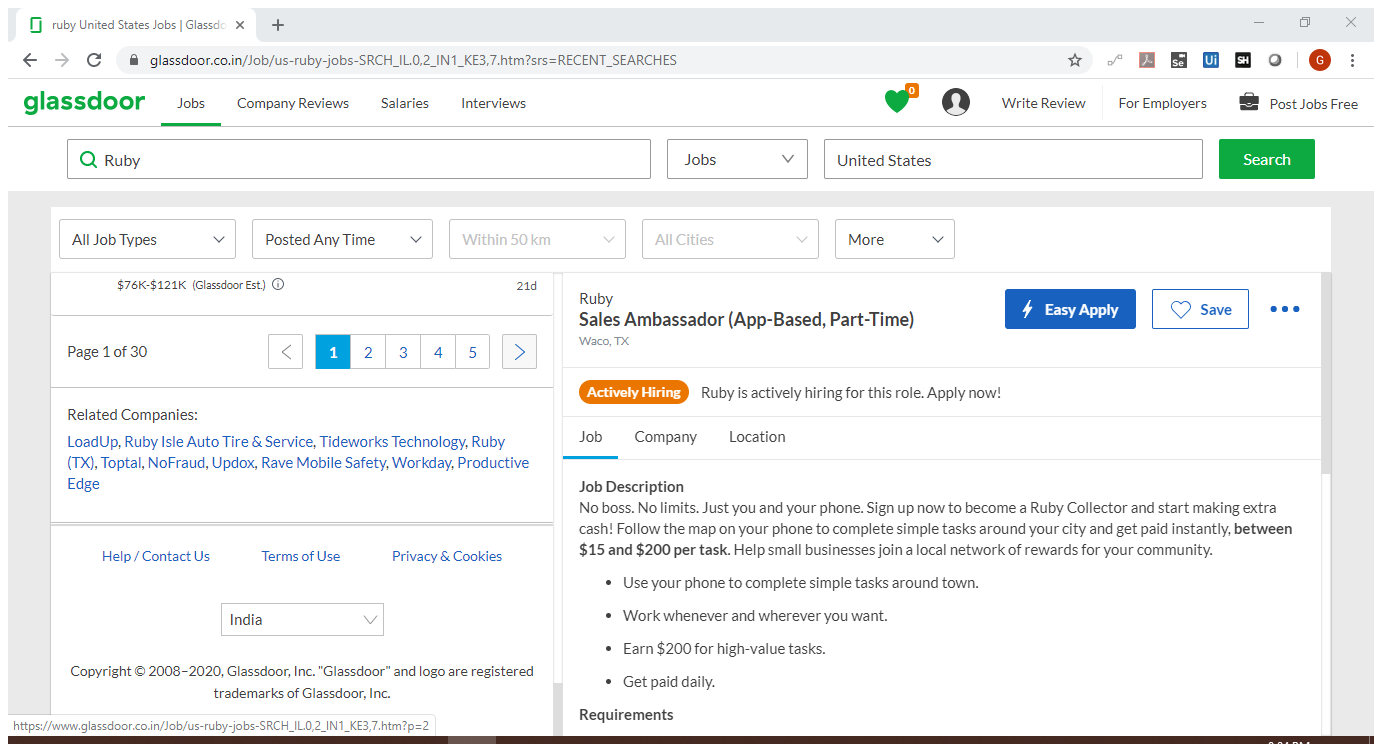 ruby United States Jobs | Glassdo
glassdoor.co.in/Job/us-ruby-jobs-SRCH_IL.0,2_IN1_KE3,7.htm?srs=RECENT_SEARCHES
Se Ui SH G
glassdoor Jobs Company Reviews Salaries Interviews 0 Write Review For Employers Post Jobs Free
Ruby Jobs United States Search
All Job Types Posted Any Time Within 50 km All Cities More
$76K-$121K (Glassdoor Est.) 21d
Page 1 of 30 1 2 3 4 5
Related Companies:
LoadUp, Ruby Isle Auto Tire & Service, Tideworks Technology, Ruby
(TX), Toptal, NoFraud, Updox, Rave Mobile Safety, Workday, Productive
Edge
Help / Contact Us Terms of Use Privacy & Cookies
India
Copyright © 2008–2020, Glassdoor, Inc. "Glassdoor" and logo are registered
trademarks of Glassdoor, Inc.
https://www.glassdoor.co.in/Job/us-ruby-jobs-SRCH_IL.0,2_IN1_KE3,7.htm?p=2
Ruby
Sales Ambassador (App-Based, Part-Time)
Waco, TX
Easy Apply Save
Actively Hiring Ruby is actively hiring for this role. Apply now!
Job Company Location
Job Description
No boss. No limits. Just you and your phone. Sign up now to become a Ruby Collector and start making extra
cash! Follow the map on your phone to complete simple tasks around your city and get paid instantly, between
$15 and $200 per task. Help small businesses join a local network of rewards for your community.
• Use your phone to complete simple tasks around town.
• Work whenever and wherever you want.
• Earn $200 for high-value tasks.
• Get paid daily.
Requirements